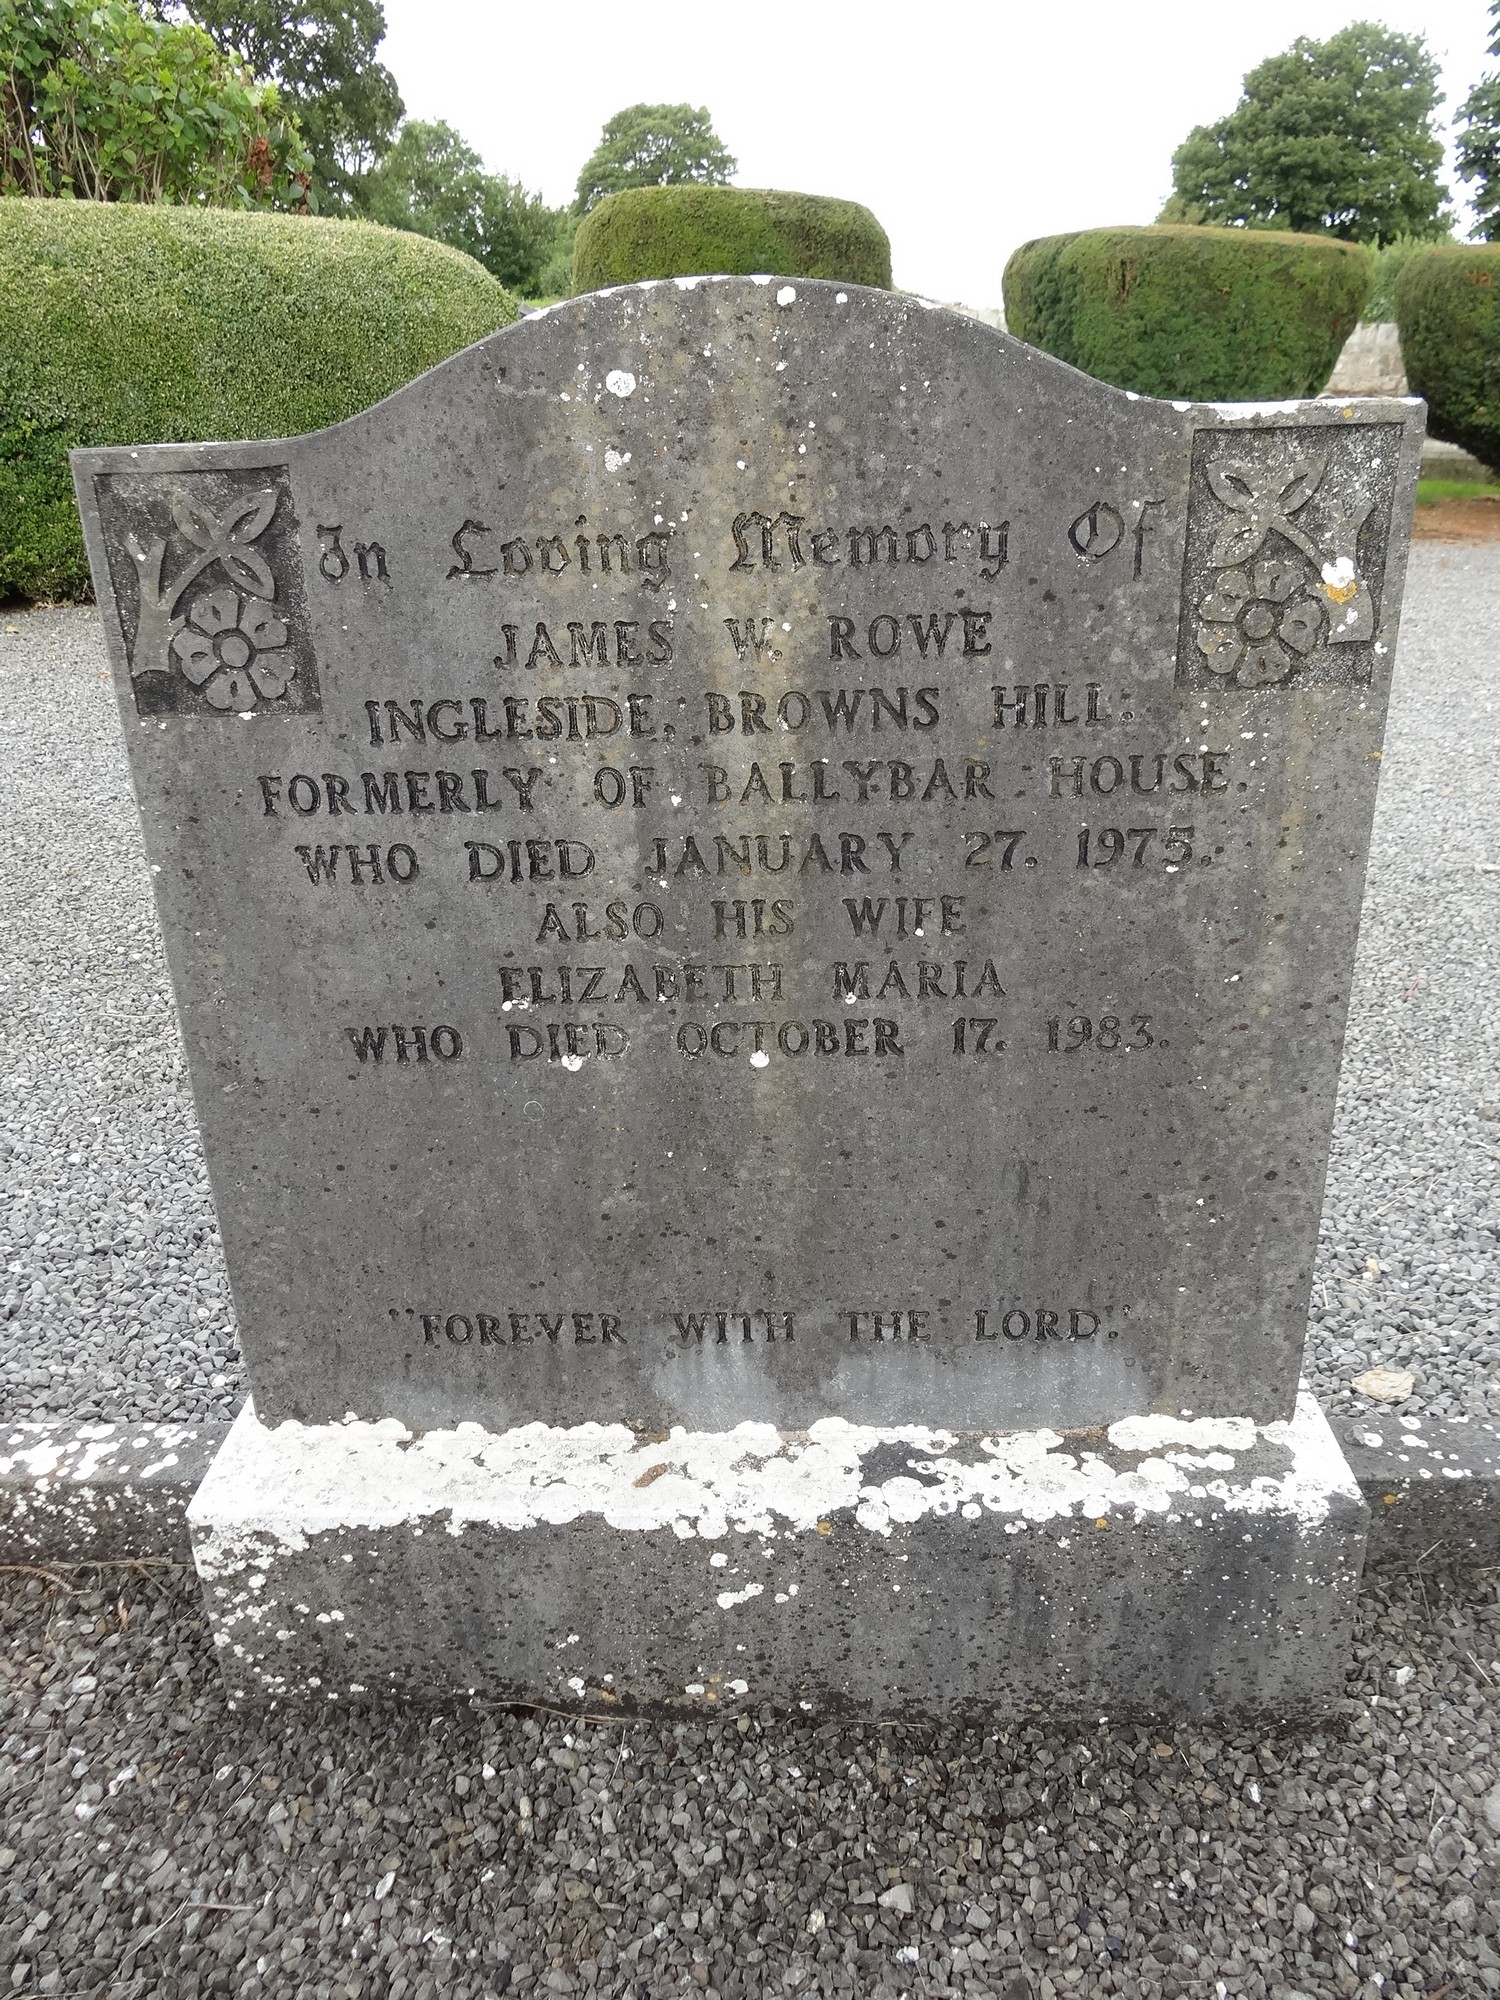 In Loving Memory Of
JAMES W. ROWE
INGLESIDE, BROWNS HILL.
FORMERLY OF BALLYBAR HOUSE.
WHO DIED JANUARY 27. 1975.
ALSO HIS WIFE
ELIZABETH MARIA
WHO DIED OCTOBER 17. 1983.
"FOREVER WITH THE LORD."